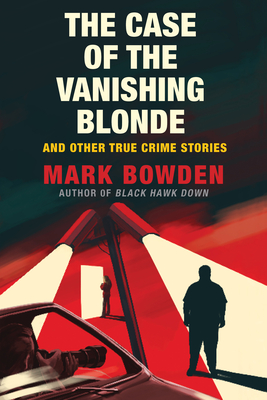 THE CASE
OF THE
VANISHING
BLONDE
AND OTHER TRUE CRIME STORIES
MARK BOWDEN
AUTHOR OF BLACK HAWK DOWN